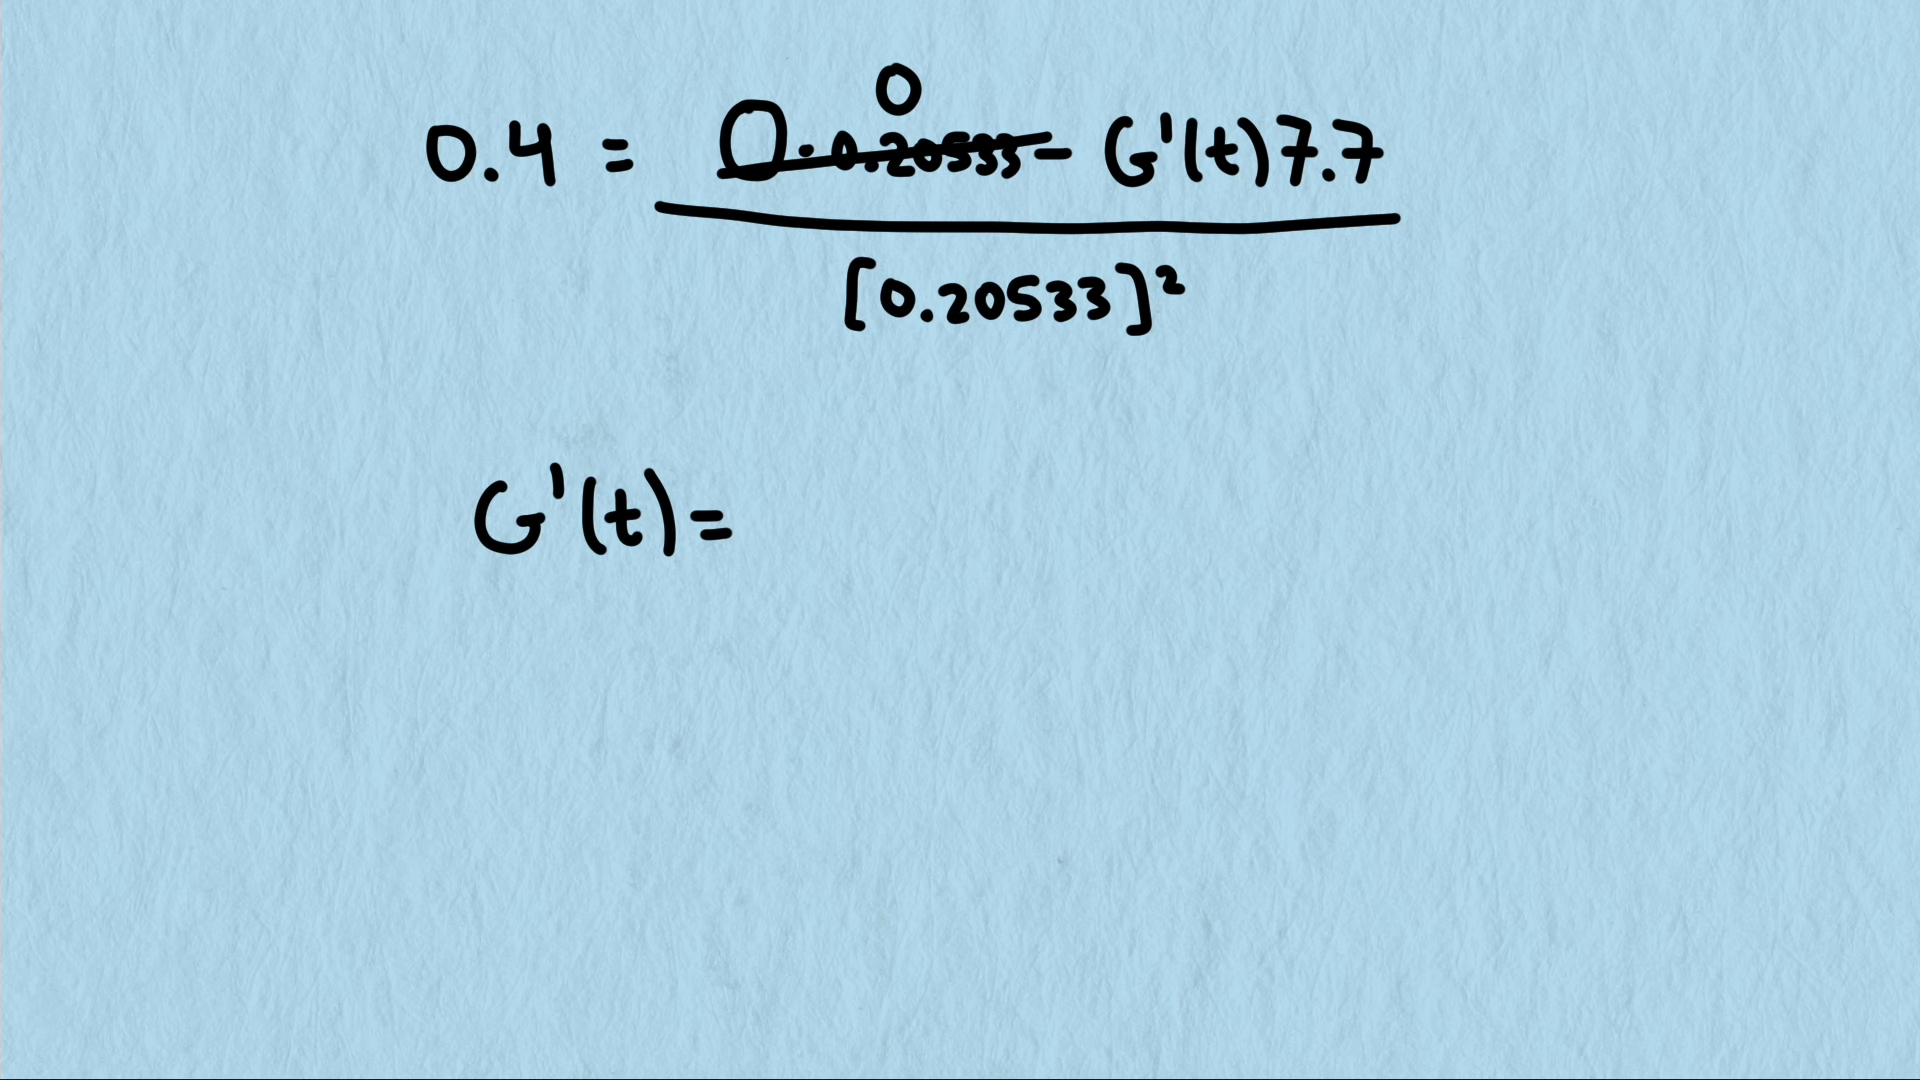 0
0.4 = 0·0.20533 - G'(t)7.7
[0.20533]²
G'(t)=